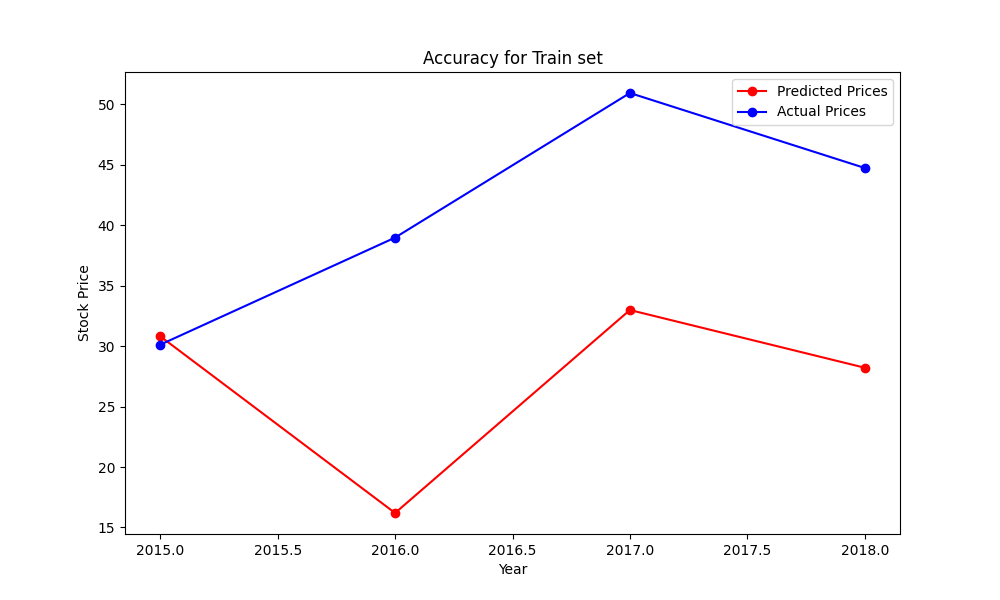 Accuracy for Train set
Predicted Prices
Actual Prices
50
45
40
35
30
25
20
15
Stock Price
2015.0 2015.5 2016.0 2016.5 2017.0 2017.5 2018.0
Year